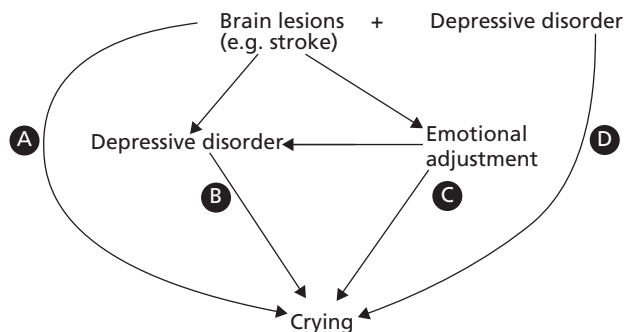 Brain lesions + Depressive disorder
(e.g. stroke)
A
Depressive disorder
Emotional
adjustment
D
B
C
Crying